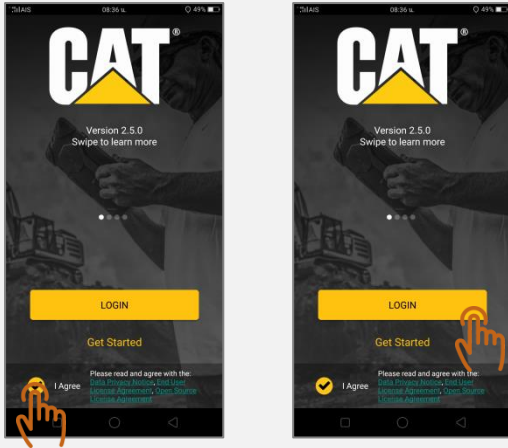 AIS 08:36 น. 49%
CAT®
Version 2.5.0
Swipe to learn more
LOGIN
Get Started
I Agree
Please read and agree with the:
Data Privacy Notice, End User
License Agreement, Open Source
License Agreement
AIS 08:36 น. 49%
CAT®
Version 2.5.0
Swipe to learn more
LOGIN
Get Started
I Agree
Please read and agree with the:
Data Privacy Notice, End User
License Agreement, Open Source
License Agreement